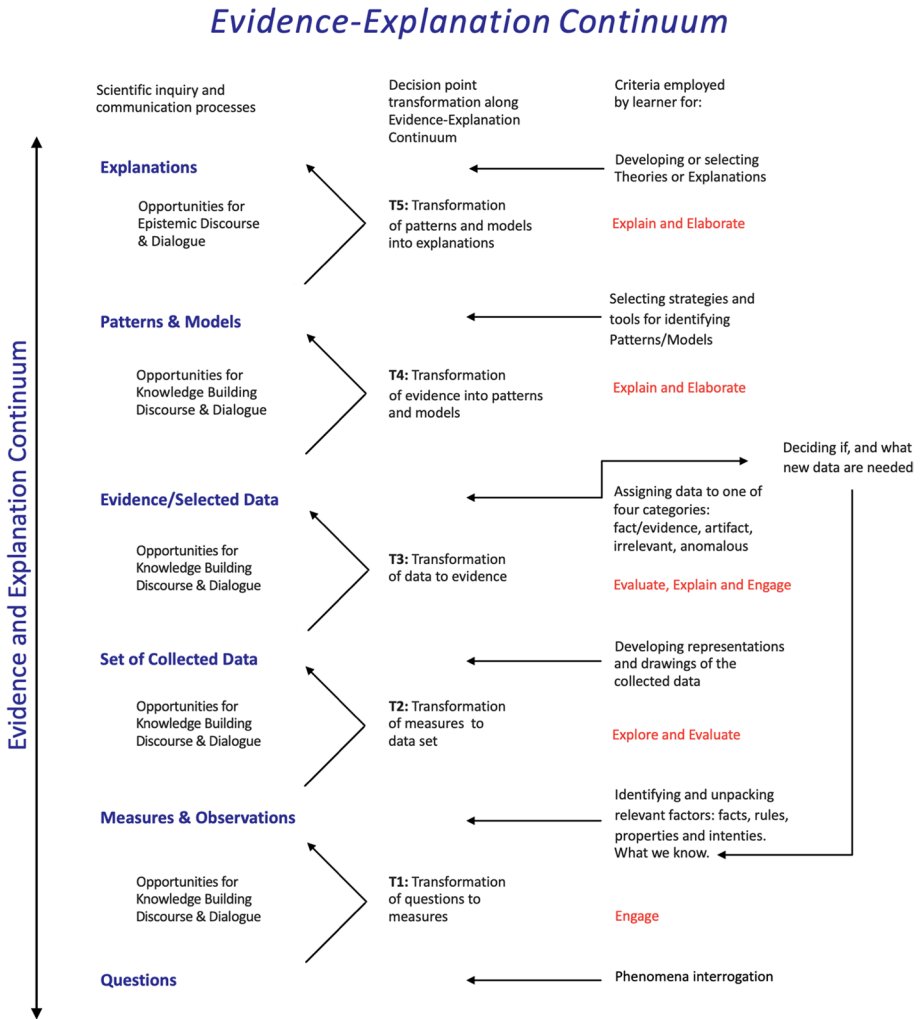 Evidence-Explanation Continuum
Scientific inquiry and
communication processes
Decision point
transformation along
Evidence-Explanation
Continuum
Criteria employed
by learner for:
Evidence and Explanation Continuum
Explanations
Developing or selecting
Theories or Explanations
Opportunities for
Epistemic Discourse
& Dialogue
T5: Transformation
of patterns and models
into explanations
Explain and Elaborate
Patterns & Models
Selecting strategies and
tools for identifying
Patterns/Models
Opportunities for
Knowledge Building
Discourse & Dialogue
T4: Transformation
of evidence into patterns
and models
Explain and Elaborate
Deciding if, and what
new data are needed
Evidence/Selected Data
Assigning data to one of
four categories:
fact/evidence, artifact,
irrelevant, anomalous
Opportunities for
Knowledge Building
Discourse & Dialogue
T3: Transformation
of data to evidence
Evaluate, Explain and Engage
Set of Collected Data
Developing representations
and drawings of the
collected data
Opportunities for
Knowledge Building
Discourse & Dialogue
T2: Transformation
of measures to
data set
Explore and Evaluate
Measures & Observations
Identifying and unpacking
relevant factors: facts, rules,
properties and intenties.
What we know.
Opportunities for
Knowledge Building
Discourse & Dialogue
T1: Transformation
of questions to
measures
Engage
Questions
Phenomena interrogation